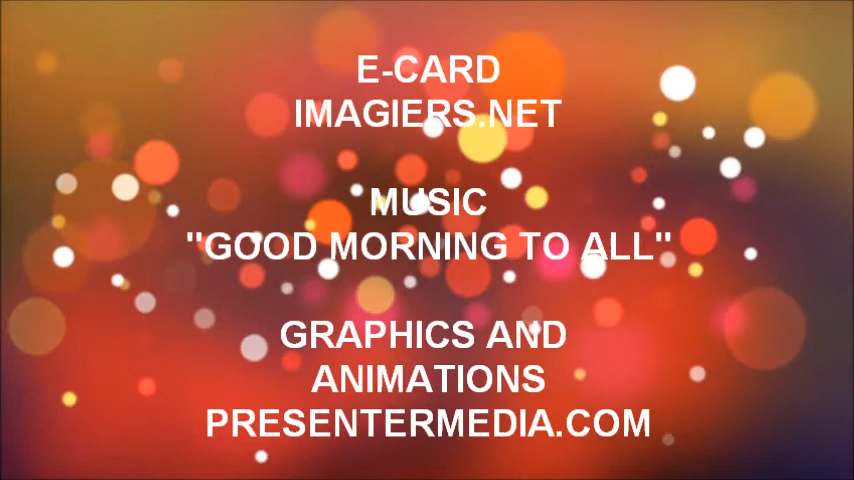 E-CARD
IMAGIERS.NET
MUSIC
"GOOD MORNING TO ALL"
GRAPHICS AND
ANIMATIONS
PRESENTERMEDIA.COM